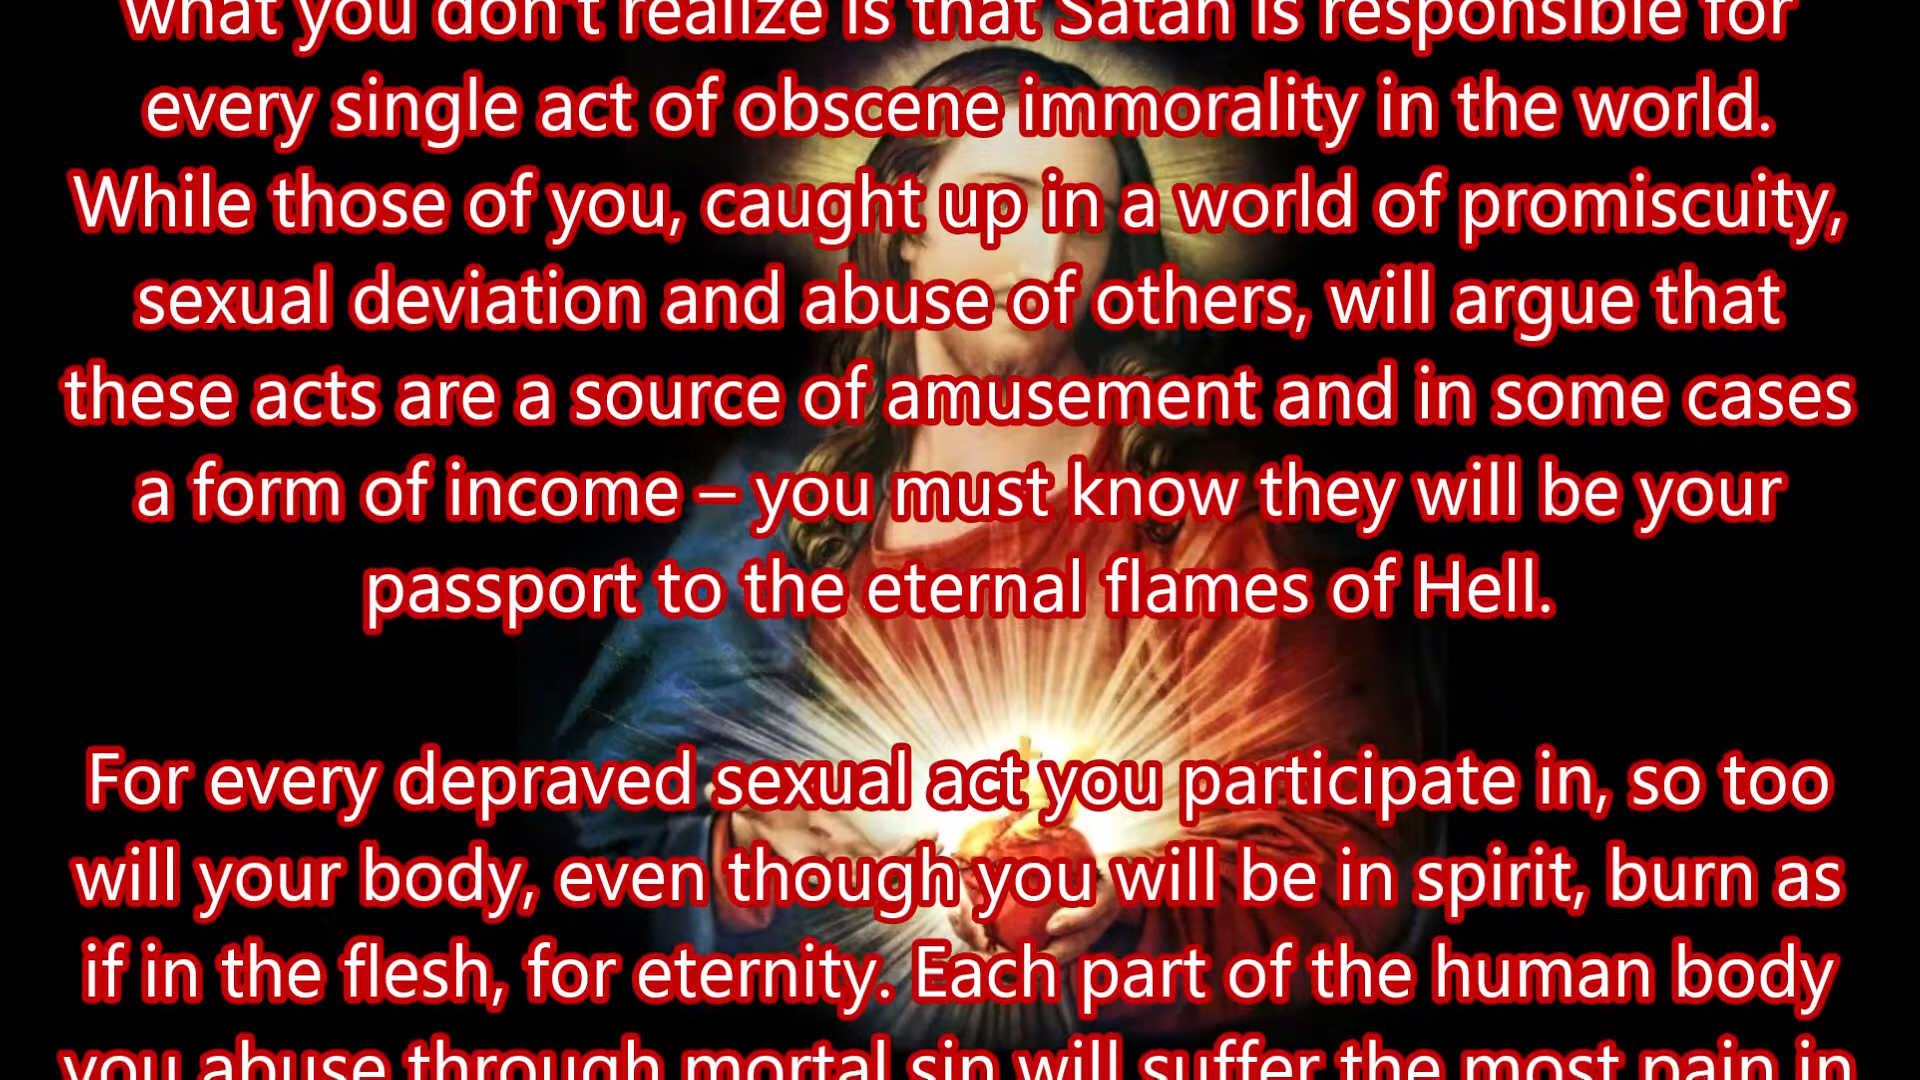 what you don't realize is that Satan is responsible for
every single act of obscene immorality in the world.
While those of you, caught up in a world of promiscuity,
sexual deviation and abuse of others, will argue that
these acts are a source of amusement and in some cases
a form of income – you must know they will be your
passport to the eternal flames of Hell.
For every depraved sexual act you participate in, so too
will your body, even though you will be in spirit, burn as
if in the flesh, for eternity. Each part of the human body
you abuse through mortal sin will suffer the most pain in